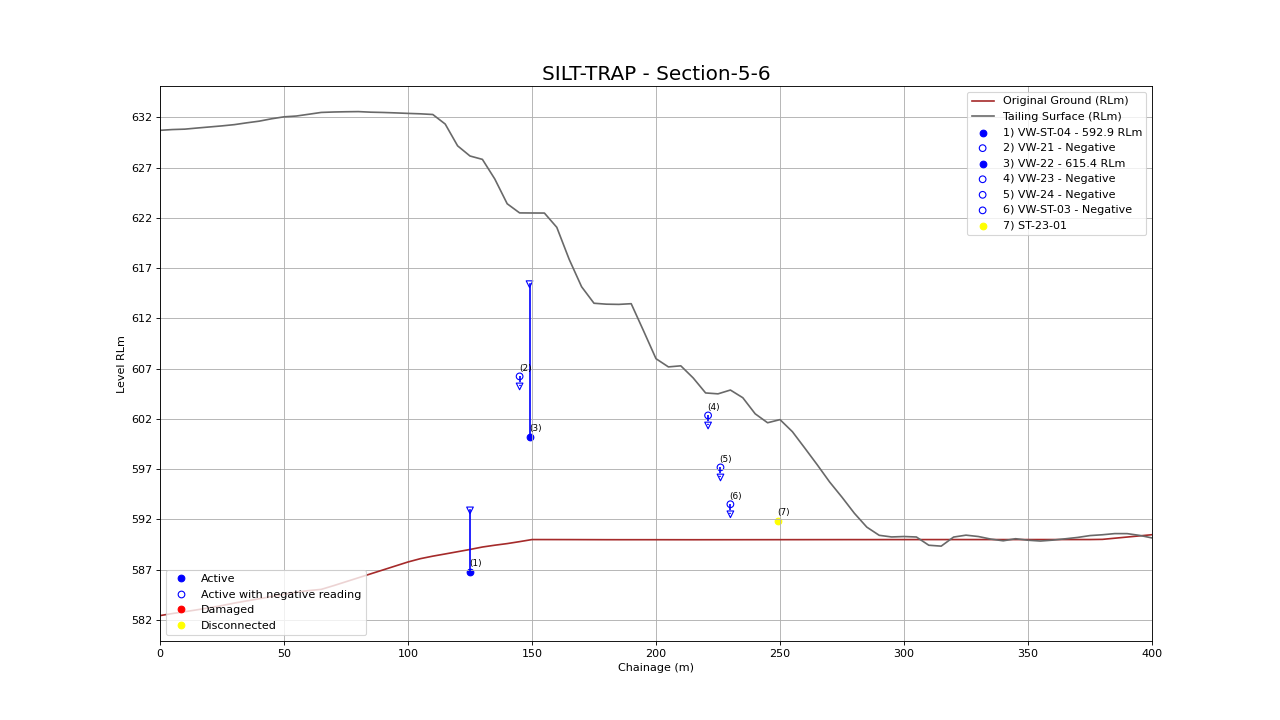 SILT-TRAP - Section-5-6
Original Ground (RLm)
Tailing Surface (RLm)
1) VW-ST-04 - 592.9 RLm
2) VW-21 - Negative
3) VW-22 - 615.4 RLm
4) VW-23 - Negative
5) VW-24 - Negative
6) VW-ST-03 - Negative
7) ST-23-01
632
627
622
617
612
607
602
597
592
587
582
Level RLm
(2)
(3)
(4)
(5)
(6)
(7)
(1)
Active
Active with negative reading
Damaged
Disconnected
0 50 100 150 200 250 300 350 400
Chainage (m)